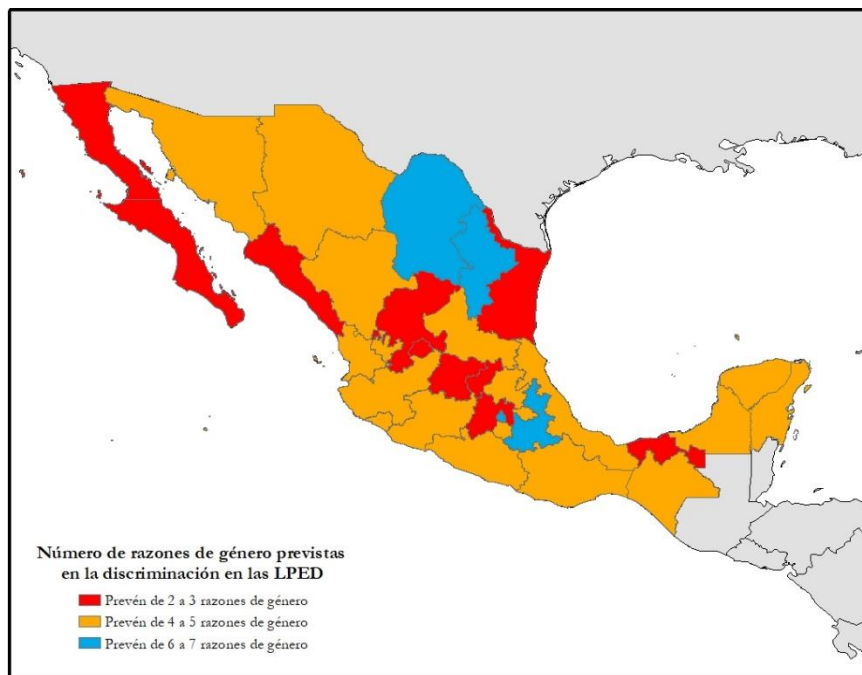 Número de razones de género previstas
en la discriminación en las LPED
Prevén de 2 a 3 razones de género
Prevén de 4 a 5 razones de género
Prevén de 6 a 7 razones de género